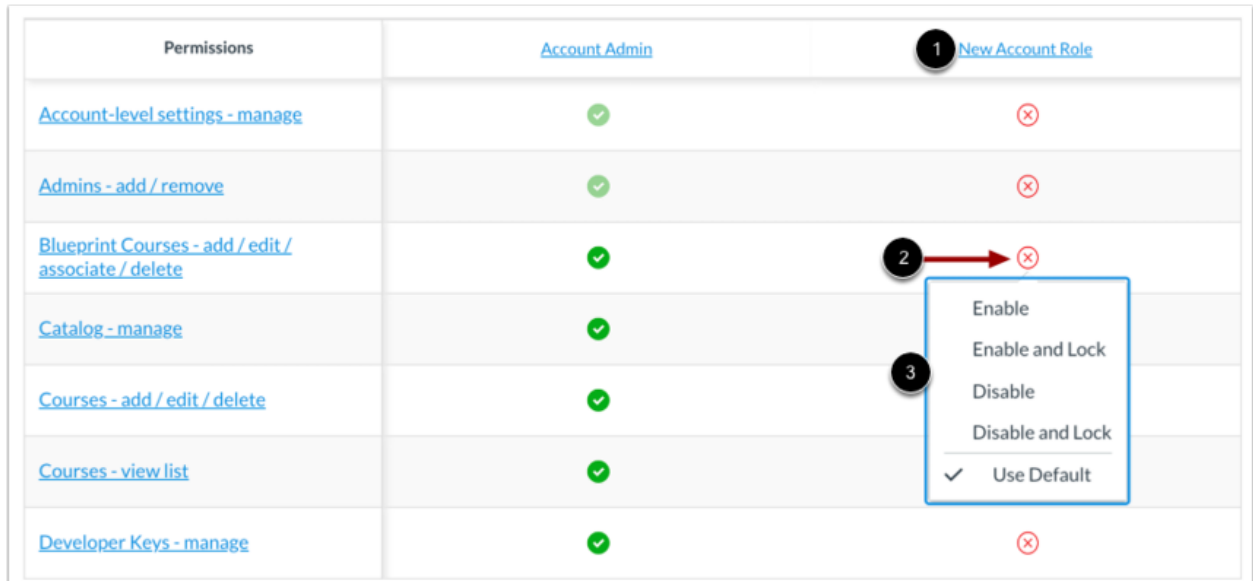 Permissions
Account Admin
1 New Account Role
Account-level settings - manage
Admins - add / remove
Blueprint Courses - add / edit /
associate / delete
2
Enable
Catalog - manage
Enable and Lock
3
Disable
Courses - add / edit / delete
Disable and Lock
Courses - view list
Use Default
Developer Keys - manage